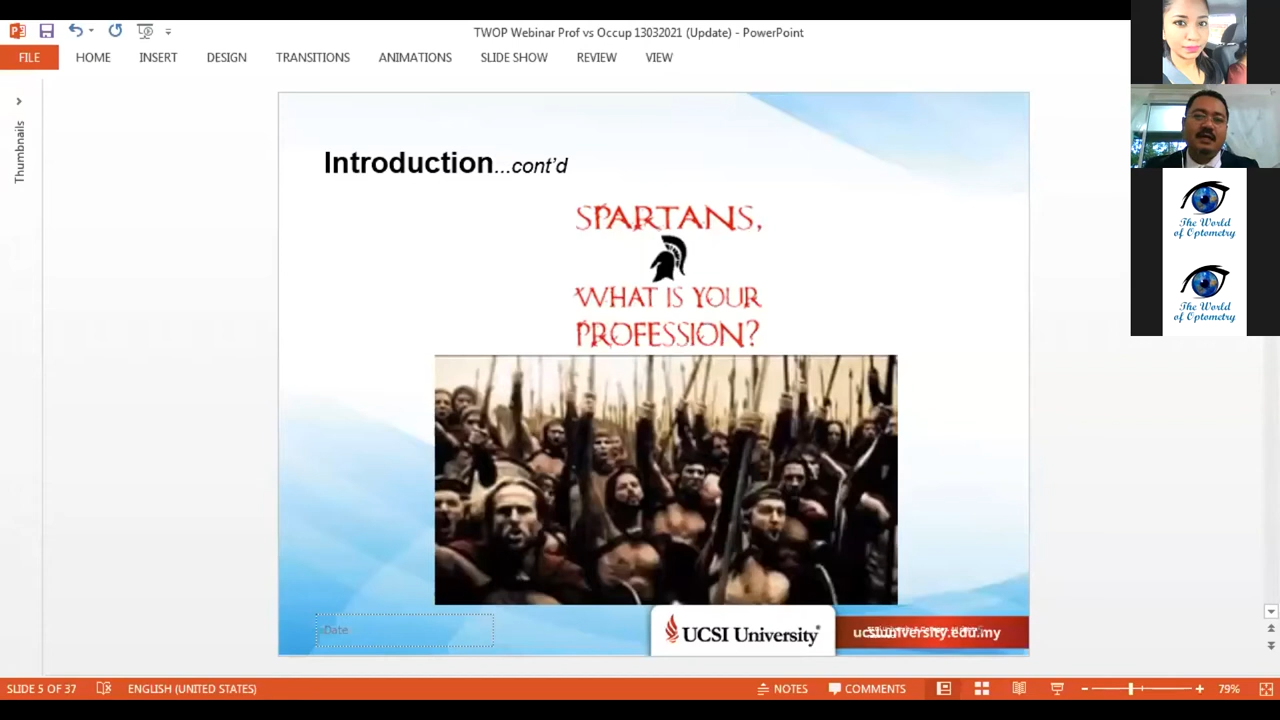 TWOP Webinar Prof vs Occup 13032021 (Update) - PowerPoint
FILE HOME INSERT DESIGN TRANSITIONS ANIMATIONS SLIDE SHOW REVIEW VIEW
Thumbnails
Introduction...cont'd
SPARTANS,
WHAT IS YOUR
PROFESSION?
Date
UCSI University
ucsiuniversity.edu.my
The World
of Optometry
The World
of Optometry
SLIDE 5 OF 37 ENGLISH (UNITED STATES) NOTES COMMENTS 79%